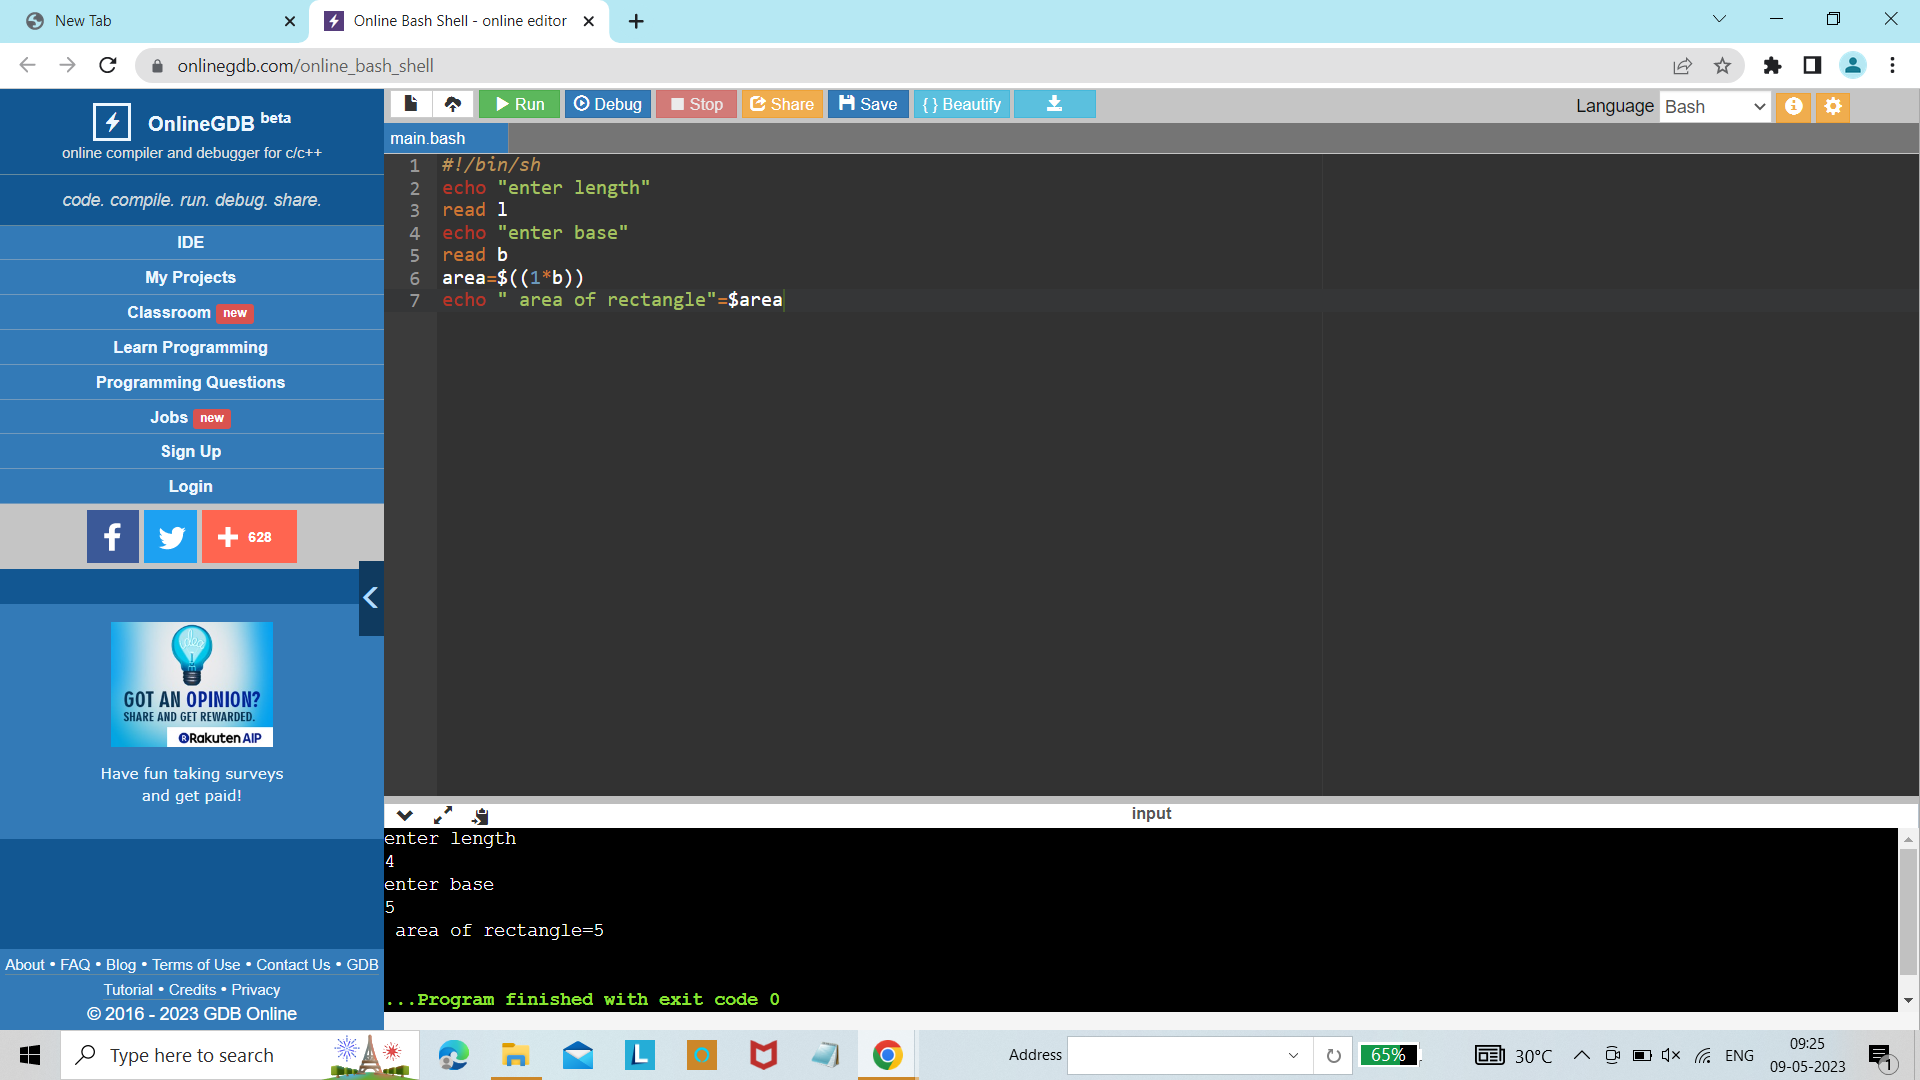 New Tab
Online Bash Shell - online editor
onlinegdb.com/online_bash_shell
OnlineGDB beta
online compiler and debugger for c/c++
code. compile. run. debug. share.
IDE
My Projects
Classroom new
Learn Programming
Programming Questions
Jobs new
Sign Up
Login
628
GOT AN OPINION?
SHARE AND GET REWARDED.
Rakuten AIP
Have fun taking surveys
and get paid!
About • FAQ • Blog • Terms of Use • Contact Us • GDB
Tutorial • Credits • Privacy
© 2016 - 2023 GDB Online
Run Debug Stop Share Save { } Beautify
Language Bash
main.bash
1 #!/bin/sh
2 echo "enter length"
3 read l
4 echo "enter base"
5 read b
6 area=$((1*b))
7 echo " area of rectangle"=$area
input
enter length
4
enter base
5
area of rectangle=5
...Program finished with exit code 0
Type here to search
L
Address
65%
30°C
ENG
09:25
09-05-2023
1